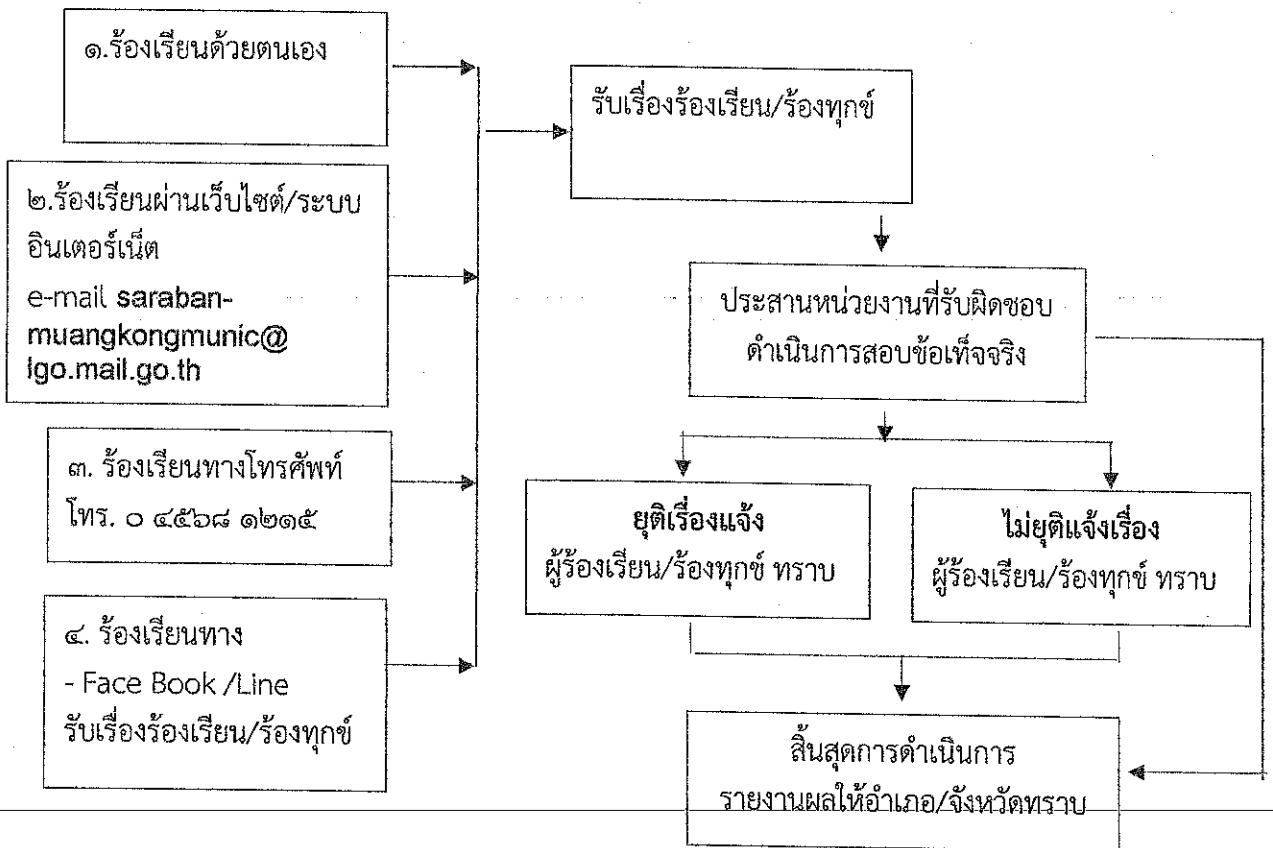 ๑.ร้องเรียนด้วยตนเอง
๒.ร้องเรียนผ่านเว็บไซต์/ระบบ
อินเตอร์เน็ต
e-mail saraban-
muangkongmunic@
lgo.mail.go.th
๓. ร้องเรียนทางโทรศัพท์
โทร. ๐ ๔๕๖๘ ๑๒๑๕
๔. ร้องเรียนทาง
- Face Book /Line
รับเรื่องร้องเรียน/ร้องทุกข์
รับเรื่องร้องเรียน/ร้องทุกข์
ประสานหน่วยงานที่รับผิดชอบ
ดำเนินการสอบข้อเท็จจริง
ยุติเรื่องแจ้ง
ผู้ร้องเรียน/ร้องทุกข์ ทราบ
ไม่ยุติแจ้งเรื่อง
ผู้ร้องเรียน/ร้องทุกข์ ทราบ
สิ้นสุดการดำเนินการ
รายงานผลให้อำเภอ/จังหวัดทราบ